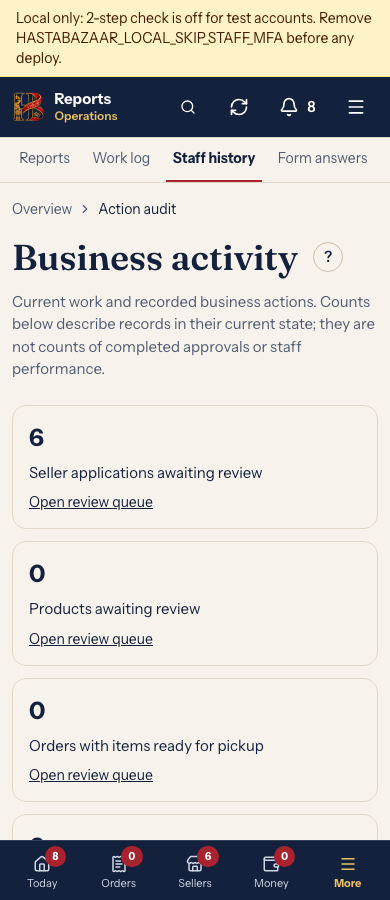 Local only: 2-step check is off for test accounts. Remove
HASTABAZAAR_LOCAL_SKIP_STAFF_MFA before any
deploy.
Reports
Operations
8
Reports
Work log
Staff history
Form answers
Overview
Action audit
Business activity
?
Current work and recorded business actions. Counts
below describe records in their current state; they are
not counts of completed approvals or staff
performance.
6
Seller applications awaiting review
Open review queue
0
Products awaiting review
Open review queue
0
Orders with items ready for pickup
Open review queue
8
0
6
0
Today
Orders
Sellers
Money
More